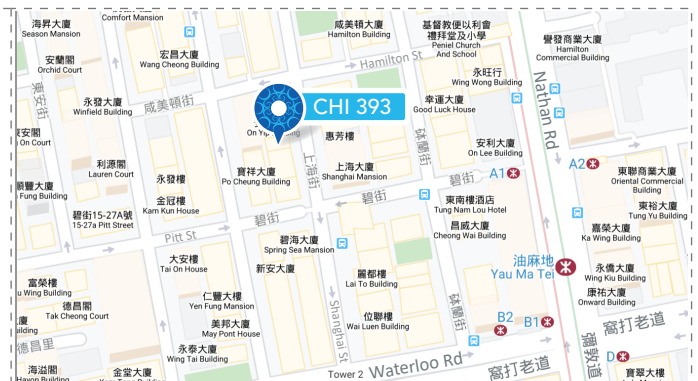 海昇大廈
Season Mansion
Comfort Mansion
咸美頓大廈
Hamilton Building
基督教便以利會
禮拜堂及小學
Peniel Church
And School
譽發商業大廈
Hamilton
Commercial Building
安蘭閣
Orchid Court
宏昌大廈
Wang Cheong Building
Hamilton St
永旺行
Wing Wong Building
Nathan Rd
東安街
永發大廈
Winfield Building
咸美頓街
CHI 393
幸運大廈
Good Luck House
砵蘭街
惠芳樓
上海街
安利大廈
On Lee Building
利源閣
Lauren Court
寶祥大廈
Po Cheung Building
上海大廈
Shanghai Mansion
碧街
A1
A2
東聯商業大廈
Oriental Commercial
Building
永發樓
金冠樓
Kam Kun House
碧街15-27A號
15-27a Pitt Street
碧街
碧街
東南樓酒店
Tung Nam Lou Hotel
東裕大廈
Tung Yu Building
昌威大廈
Cheong Wai Building
嘉榮大廈
Ka Wing Building
Pitt St
碧海大廈
Spring Sea Mansion
大安樓
Tai On House
新安大廈
油麻地
Yau Ma Tei
麗都樓
Lai To Building
永僑大廈
Wing Kiu Building
富榮樓
康祐大廈
Onward Building
仁豐大樓
Yen Fung Mansion
德昌閣
Tak Cheong Court
Shanghai St
砵蘭街
位聯樓
Wai Luen Building
美邦大廈
May Pont House
B2
B1
窩打老道
彌敦道
德昌里
永泰大廈
Wing Tai Building
Tower 2
Waterloo Rd
窩打老道
D
海溢閣
金堂大廈
寶翠大樓